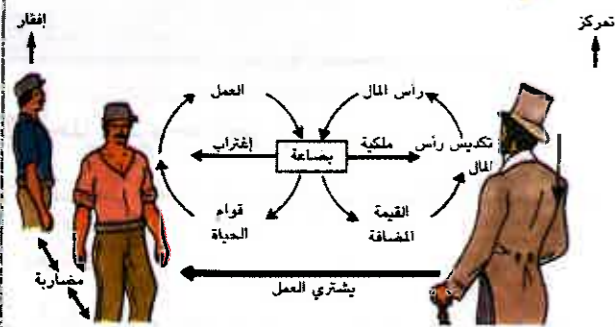 تمركز
إفقار
رأس المال
العمل
تكديس رأس
المال
ملكية
بضاعة
إغتراب
القيمة
المضافة
قوام
الحياة
يشتري العمل
مضاربة